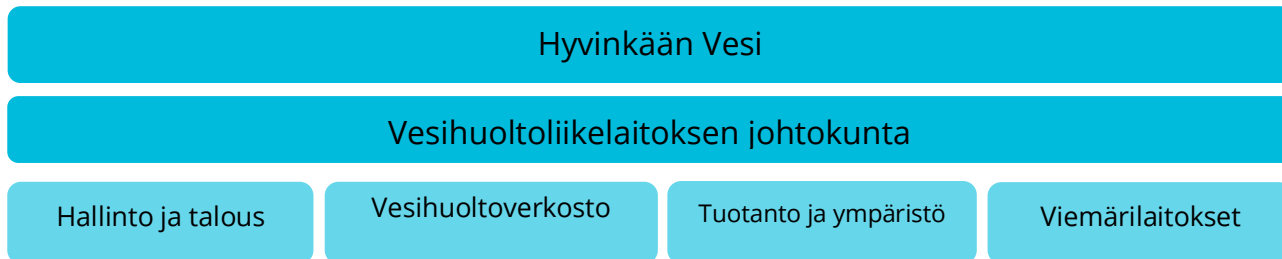 Hyvinkään Vesi
Vesihuoltoliikelaitoksen johtokunta
Hallinto ja talous
Vesihuoltoverkosto
Tuotanto ja ympäristö
Viemärilaitokset